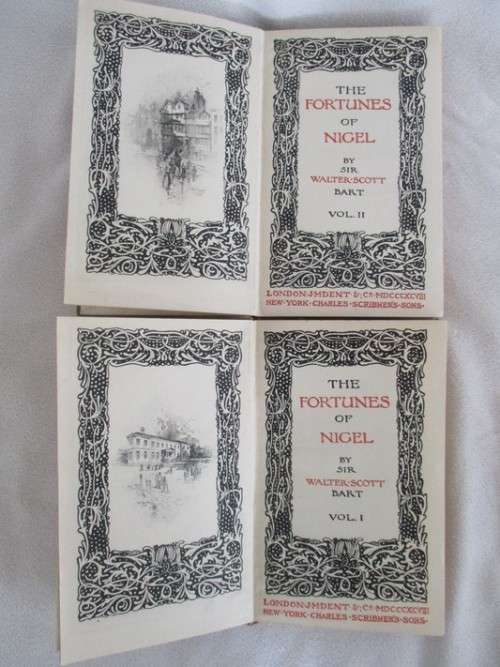 THE
FORTUNES
OF
NIGEL
BY
SIR
WALTER·SCOTT
BART
VOL. II
LONDON·J·M·DENT & Co·MDCCCXCVIII
NEW·YORK·CHARLES·SCRIBNER'S·SONS·
THE
FORTUNES
OF
NIGEL
BY
SIR
WALTER·SCOTT
BART
VOL. I
LONDON·J·M·DENT & Co·MDCCCXCVIII
NEW·YORK·CHARLES·SCRIBNER'S·SONS·